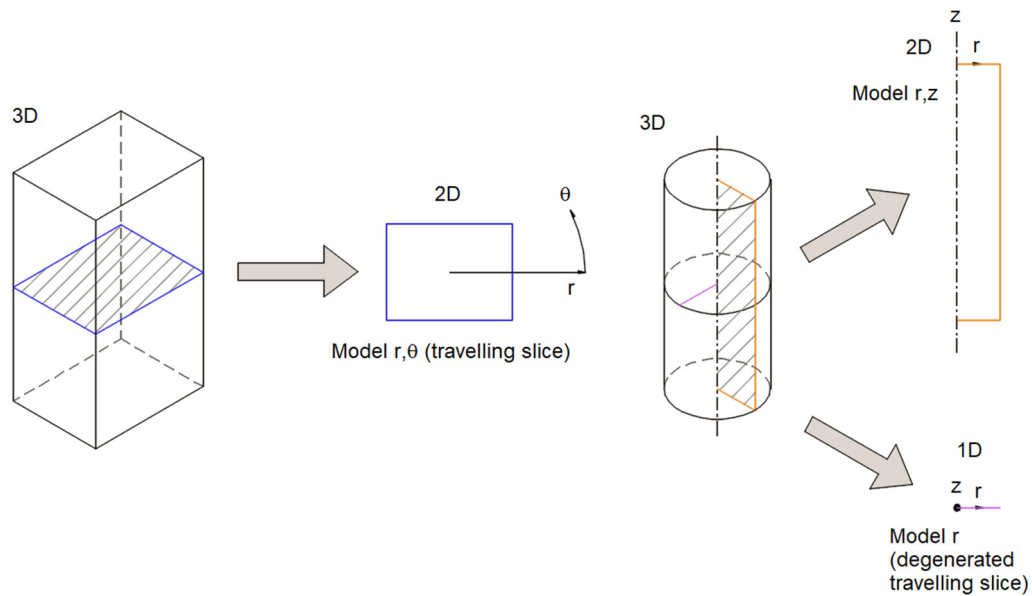 3D
2D
θ
r
Model r,θ (travelling slice)
3D
z
2D
r
Model r,z
1D
z
r
Model r
(degenerated
travelling slice)